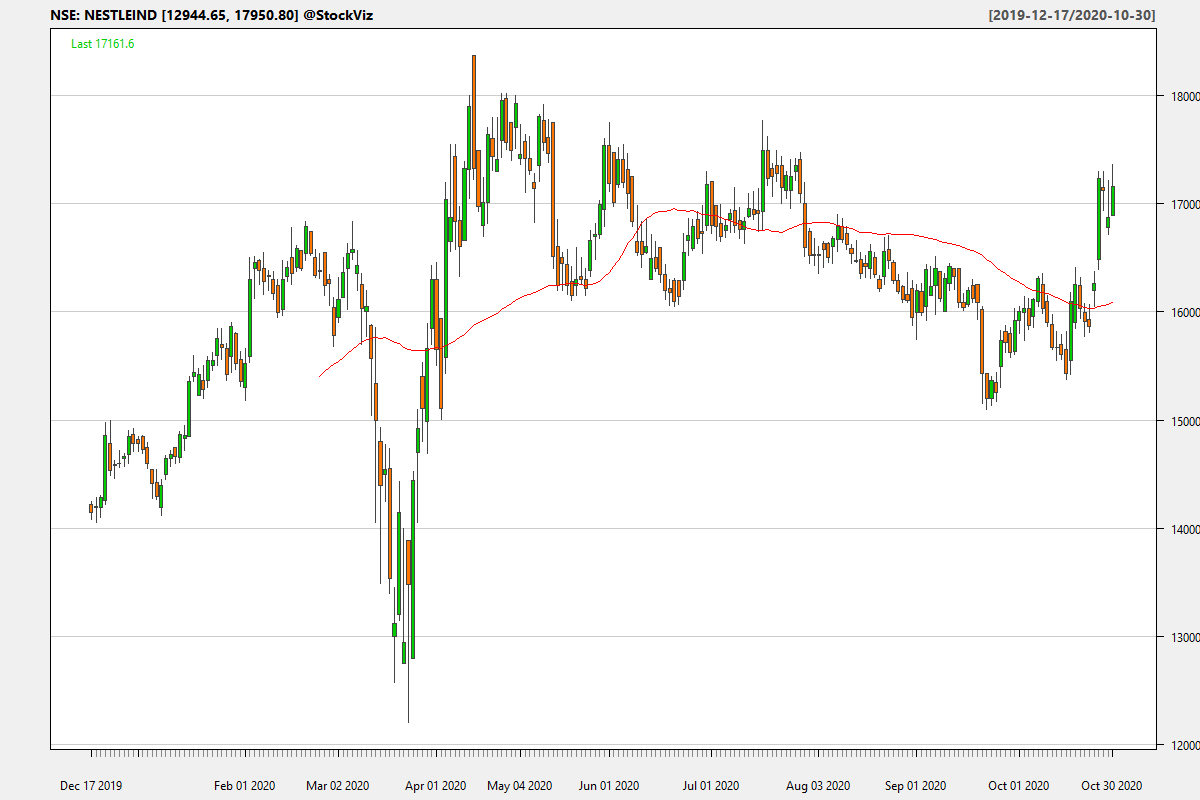 NSE: NESTLEIND [12944.65, 17950.80] @StockViz
[2019-12-17/2020-10-30]
Last 17161.6
18000
17000
16000
15000
14000
13000
12000
Dec 17 2019
Feb 01 2020
Mar 02 2020
Apr 01 2020
May 04 2020
Jun 01 2020
Jul 01 2020
Aug 03 2020
Sep 01 2020
Oct 01 2020
Oct 30 2020